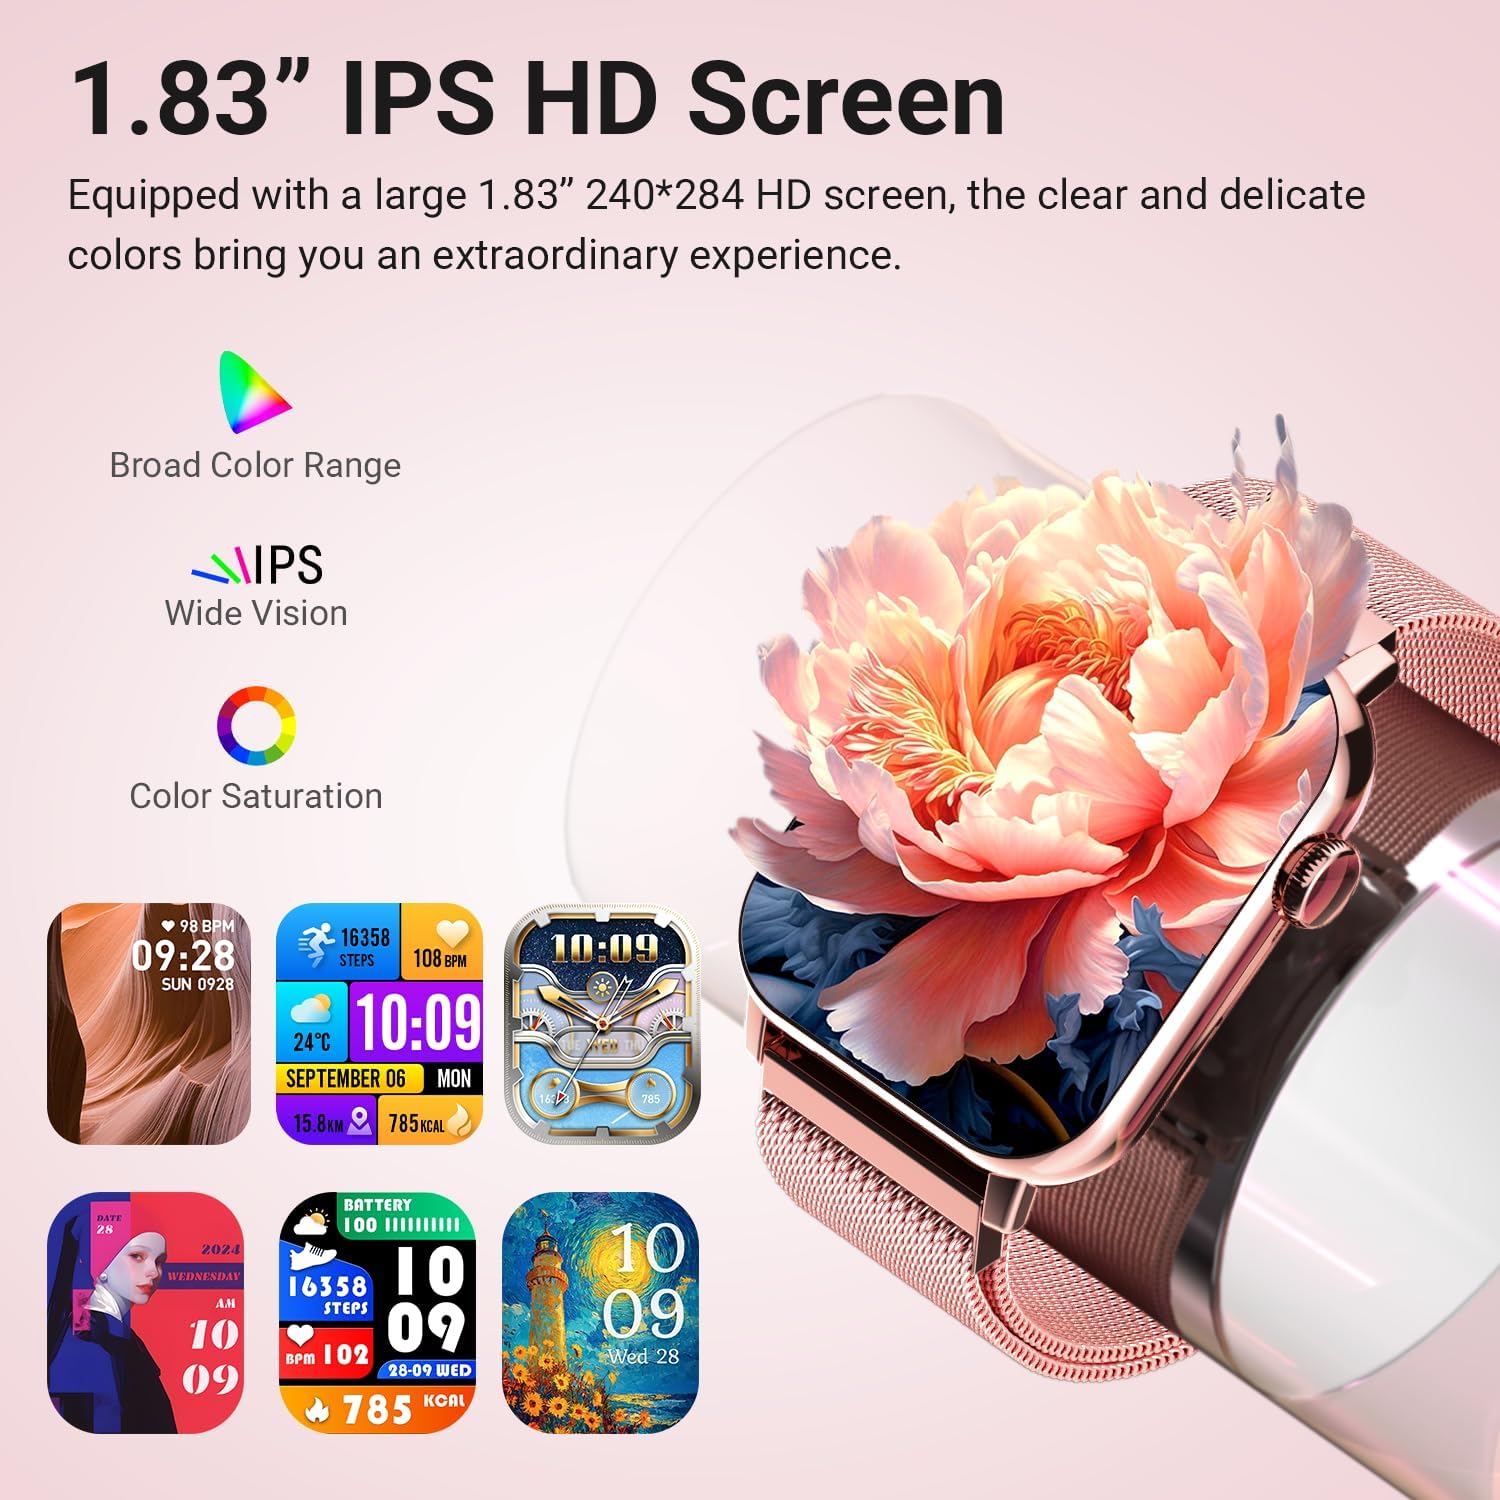 1.83” IPS HD Screen
Equipped with a large 1.83” 240*284 HD screen, the clear and delicate
colors bring you an extraordinary experience.
Broad Color Range
IPS
Wide Vision
Color Saturation
98 BPM
09:28
SUN 0928
16358
STEPS
108 BPM
24°C
10:09
SEPTEMBER 06 MON
15.8KM
785KCAL
10:09
WED
785
DATE
28
2024
WEDNESDAY
AM
10
09
BATTERY
100
16358
STEPS
10
09
BPM 102
28-09 WED
785 KCAL
10
09
Wed 28